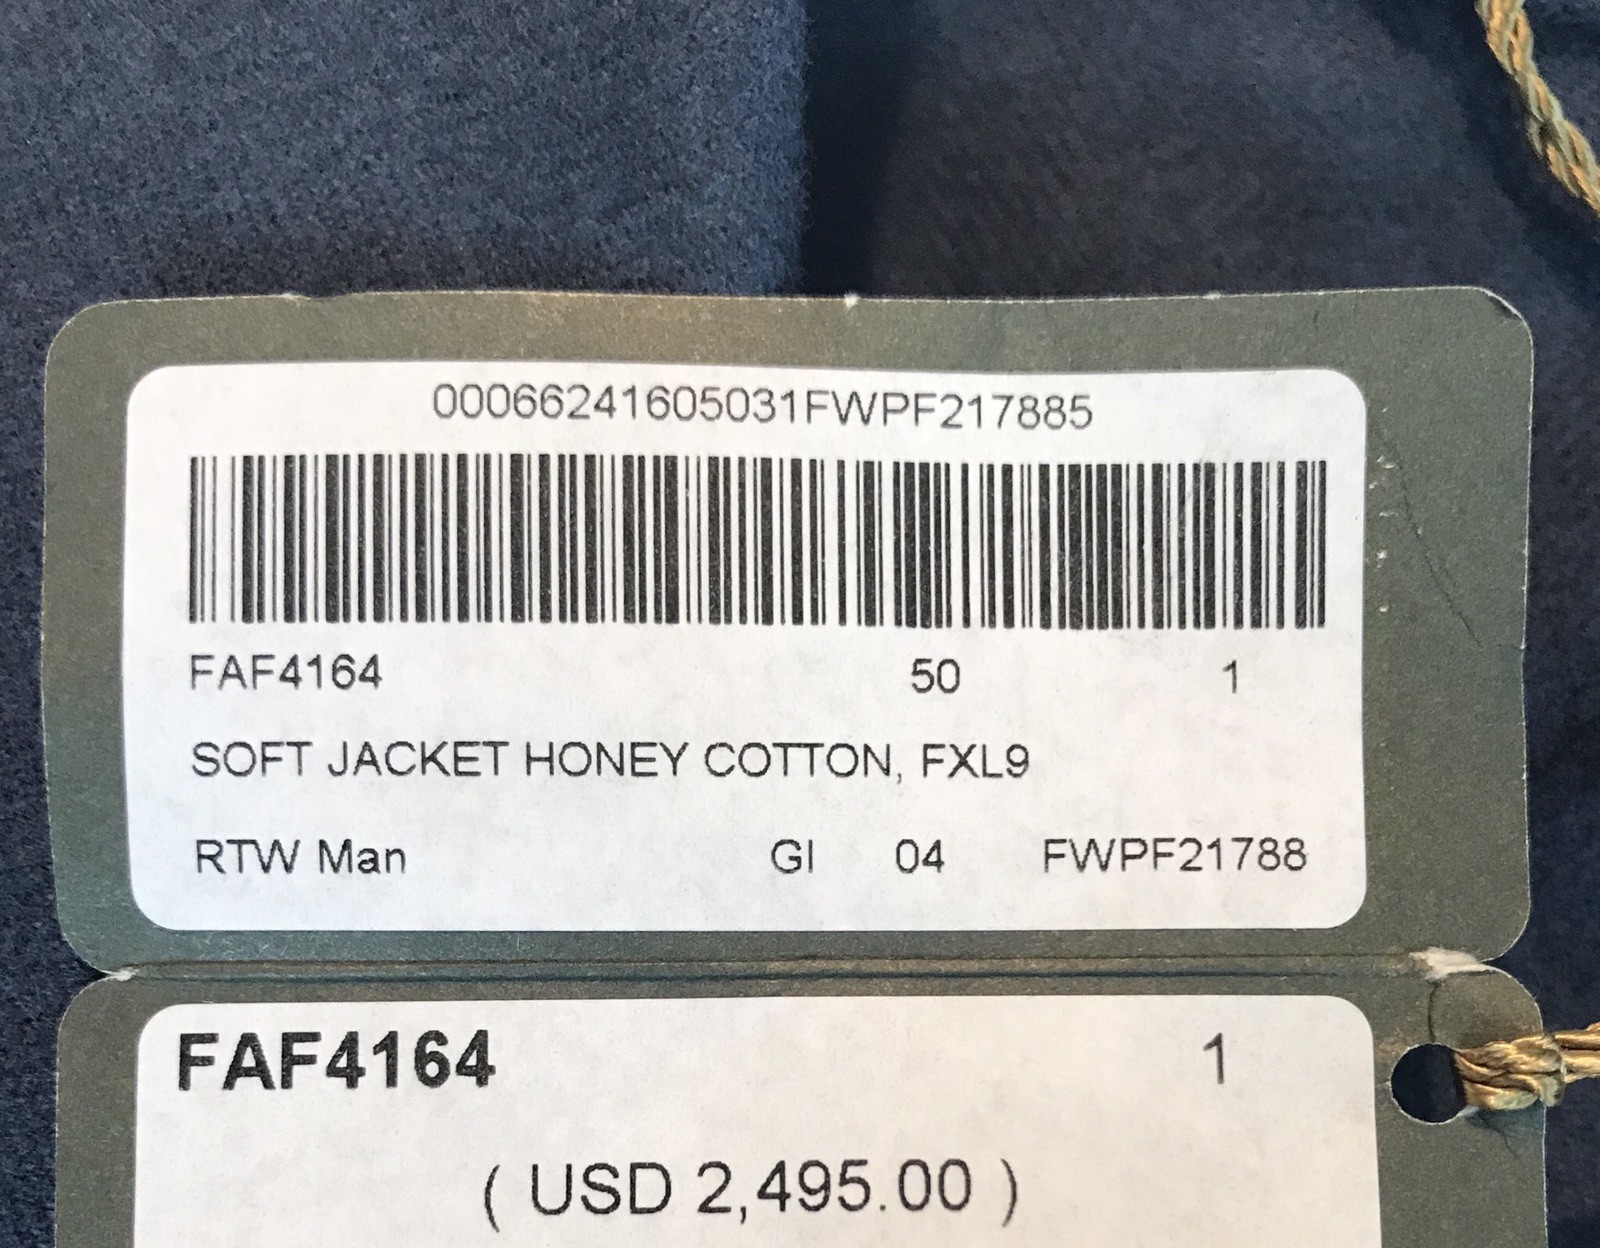 00066241605031FWPF217885
FAF4164 50 1
SOFT JACKET HONEY COTTON, FXL9
RTW Man GI 04 FWPF21788
FAF4164 1
( USD 2,495.00 )